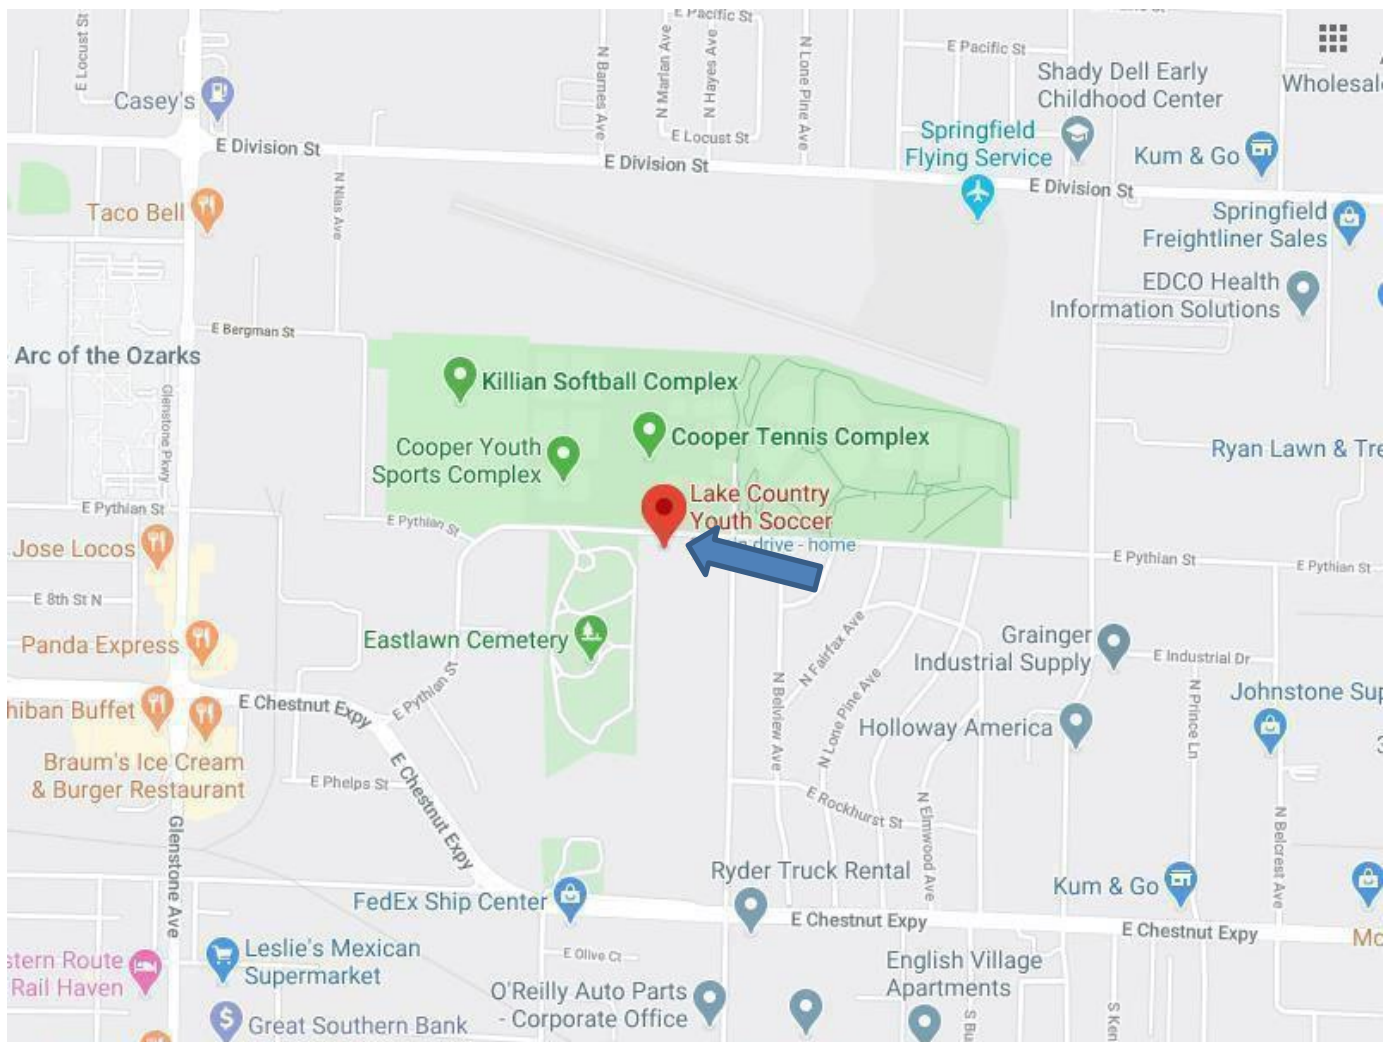 E Pacific St
E Locust St
N Barnes Ave
N Marlan Ave
N Hayes Ave
N Lone Pine Ave
E Pacific St
Shady Dell Early
Childhood Center
Wholesale
Casey's
E Locust St
Springfield
Flying Service
Kum & Go
E Division St
E Division St
E Division St
N Nias Ave
Taco Bell
Springfield
Freightliner Sales
EDCO Health
Information Solutions
E Bergman St
Arc of the Ozarks
Killian Softball Complex
Glenstone Pkwy
Cooper Youth
Sports Complex
Cooper Tennis Complex
Ryan Lawn & Tre
E Pythian St
E Pythian St
Lake Country
Youth Soccer
drive - home
Jose Locos
E Pythian St
E Pythian St
E 8th St N
Panda Express
Eastlawn Cemetery
N Fairfax Ave
Grainger
Industrial Supply
E Industrial Dr
E Pythian St
N Belview Ave
N Lone Pine Ave
N Prince Ln
hiban Buffet
E Chestnut Expy
Holloway America
Johnstone Sup
Braum's Ice Cream
& Burger Restaurant
E Phelps St
E Chestnut Expy
E Rockhurst St
N Elmwood Ave
N Belcrest Ave
Glenstone Ave
Ryder Truck Rental
Kum & Go
FedEx Ship Center
E Chestnut Expy
E Chestnut Expy
Mc
stern Route
Rail Haven
Leslie's Mexican
Supermarket
E Olive Ct
English Village
Apartments
O'Reilly Auto Parts
- Corporate Office
Great Southern Bank
S Bu
S Ken